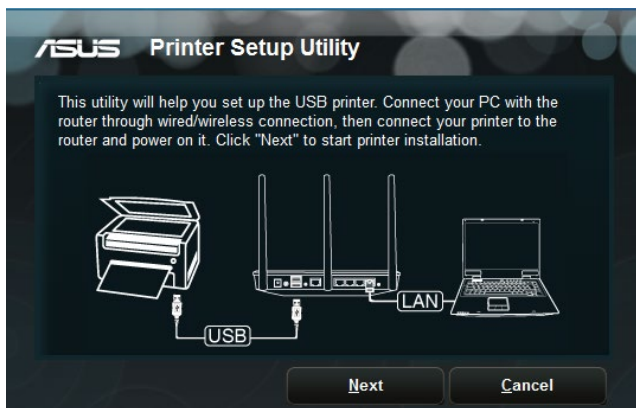 ASUS Printer Setup Utility
This utility will help you set up the USB printer. Connect your PC with the
router through wired/wireless connection, then connect your printer to the
router and power on it. Click "Next" to start printer installation.
LAN
USB
Next Cancel